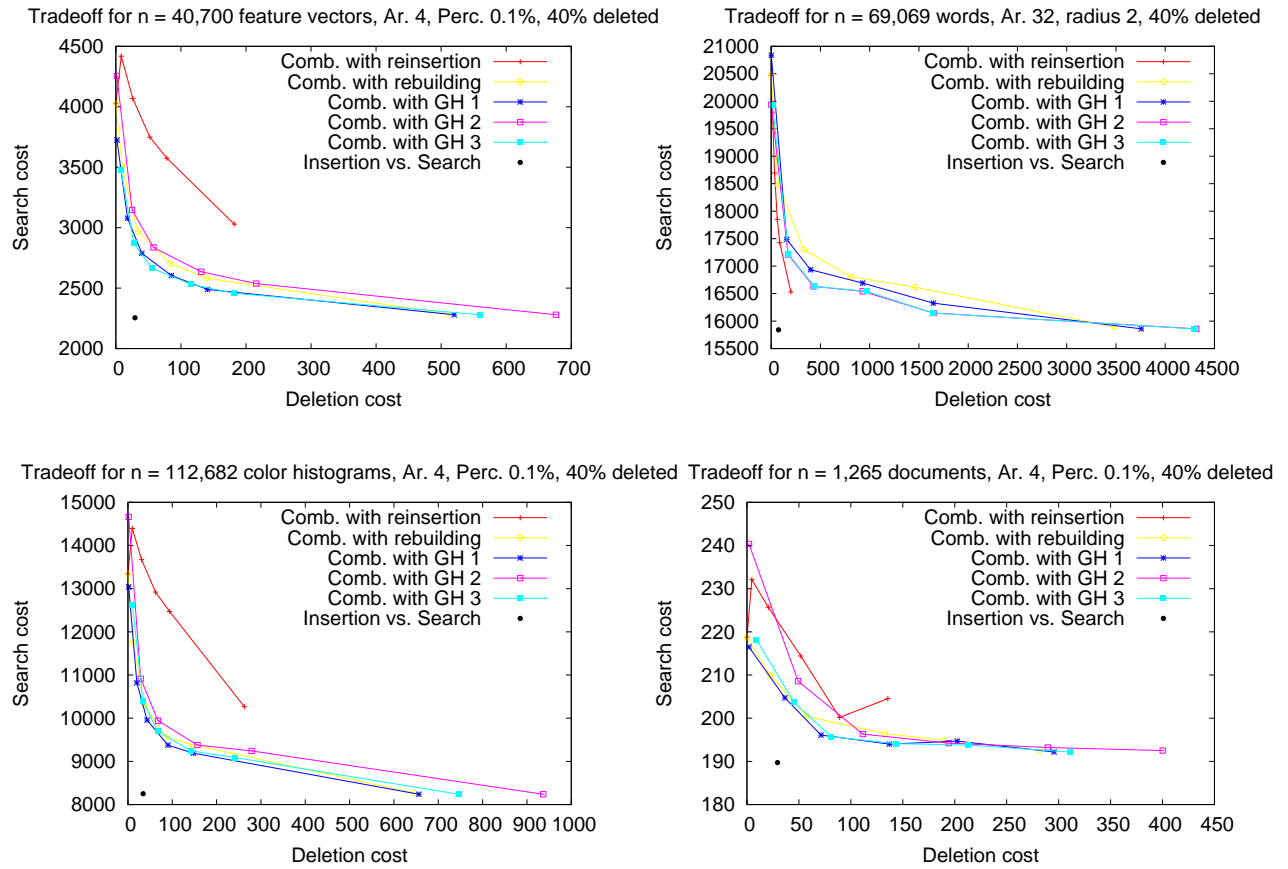 Tradeoff for n = 40,700 feature vectors, Ar. 4, Perc. 0.1%, 40% deleted
Search cost
4500
4000
3500
3000
2500
2000
0 100 200 300 400 500 600 700
Deletion cost
Comb. with reinsertion
Comb. with rebuilding
Comb. with GH 1
Comb. with GH 2
Comb. with GH 3
Insertion vs. Search
Tradeoff for n = 69,069 words, Ar. 32, radius 2, 40% deleted
Search cost
21000
20500
20000
19500
19000
18500
18000
17500
17000
16500
16000
15500
0 500 1000 1500 2000 2500 3000 3500 4000 4500
Deletion cost
Comb. with reinsertion
Comb. with rebuilding
Comb. with GH 1
Comb. with GH 2
Comb. with GH 3
Insertion vs. Search
Tradeoff for n = 112,682 color histograms, Ar. 4, Perc. 0.1%, 40% deleted
Search cost
15000
14000
13000
12000
11000
10000
9000
8000
0 100 200 300 400 500 600 700 800 900 1000
Deletion cost
Comb. with reinsertion
Comb. with rebuilding
Comb. with GH 1
Comb. with GH 2
Comb. with GH 3
Insertion vs. Search
Tradeoff for n = 1,265 documents, Ar. 4, Perc. 0.1%, 40% deleted
Search cost
250
240
230
220
210
200
190
180
0 50 100 150 200 250 300 350 400 450
Deletion cost
Comb. with reinsertion
Comb. with rebuilding
Comb. with GH 1
Comb. with GH 2
Comb. with GH 3
Insertion vs. Search